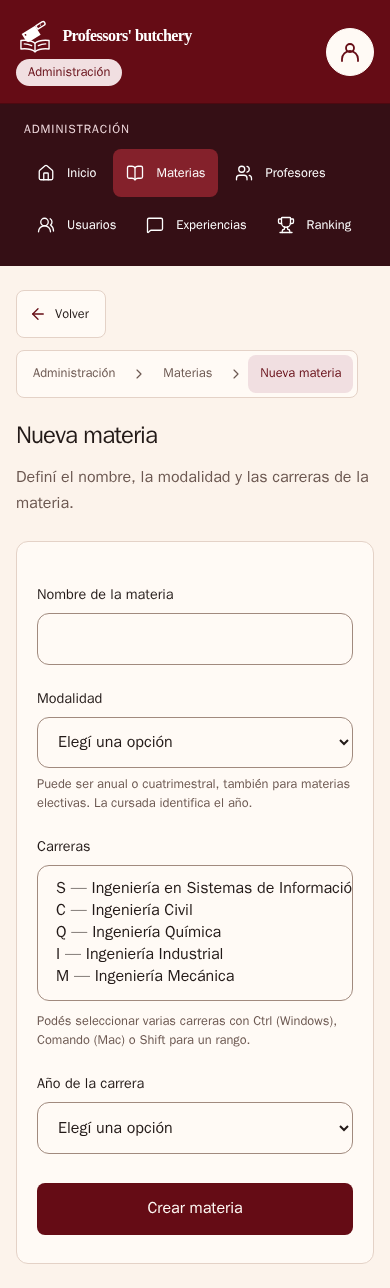 Professors' butchery
Administración
ADMINISTRACIÓN
Inicio
Materias
Profesores
Usuarios
Experiencias
Ranking
Volver
Administración
Materias
Nueva materia
Nueva materia
Definí el nombre, la modalidad y las carreras de la
materia.
Nombre de la materia
Modalidad
Elegí una opción
Puede ser anual o cuatrimestral, también para materias
electivas. La cursada identifica el año.
Carreras
S — Ingeniería en Sistemas de Informació
C — Ingeniería Civil
Q — Ingeniería Química
I — Ingeniería Industrial
M — Ingeniería Mecánica
Podés seleccionar varias carreras con Ctrl (Windows),
Comando (Mac) o Shift para un rango.
Año de la carrera
Elegí una opción
Crear materia